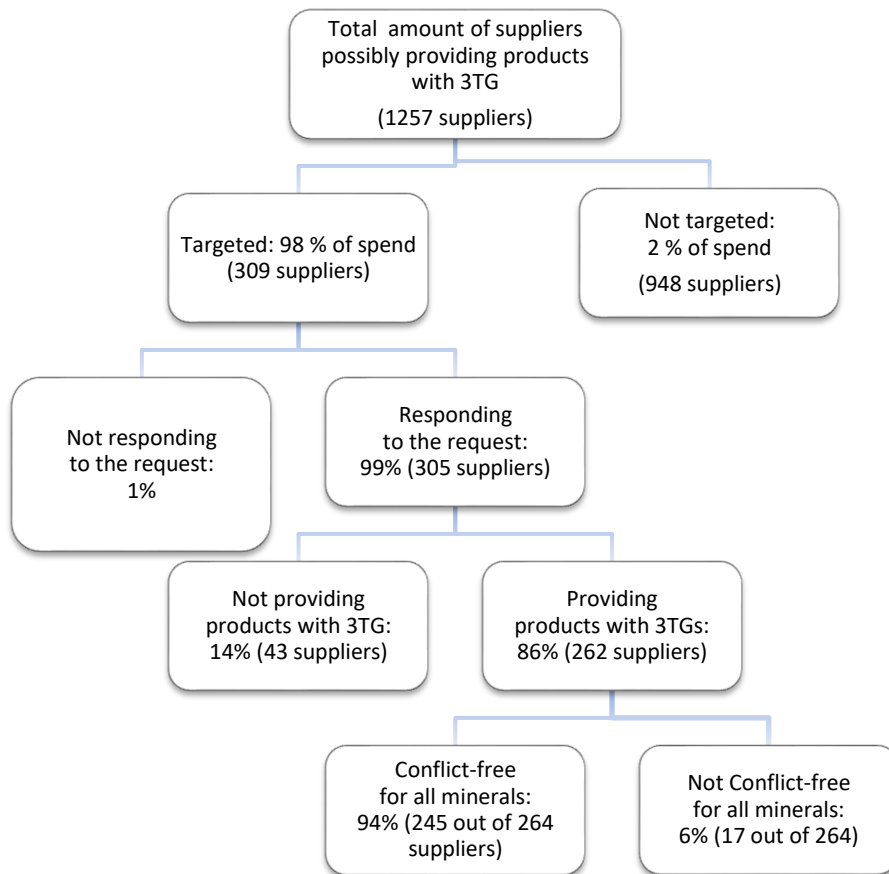 Total amount of suppliers
possibly providing products
with 3TG
(1257 suppliers)
Targeted: 98 % of spend
(309 suppliers)
Not targeted:
2 % of spend
(948 suppliers)
Not responding
to the request:
1%
Responding
to the request:
99% (305 suppliers)
Not providing
products with 3TG:
14% (43 suppliers)
Providing
products with 3TGs:
86% (262 suppliers)
Conflict-free
for all minerals:
94% (245 out of 264
suppliers)
Not Conflict-free
for all minerals:
6% (17 out of 264)